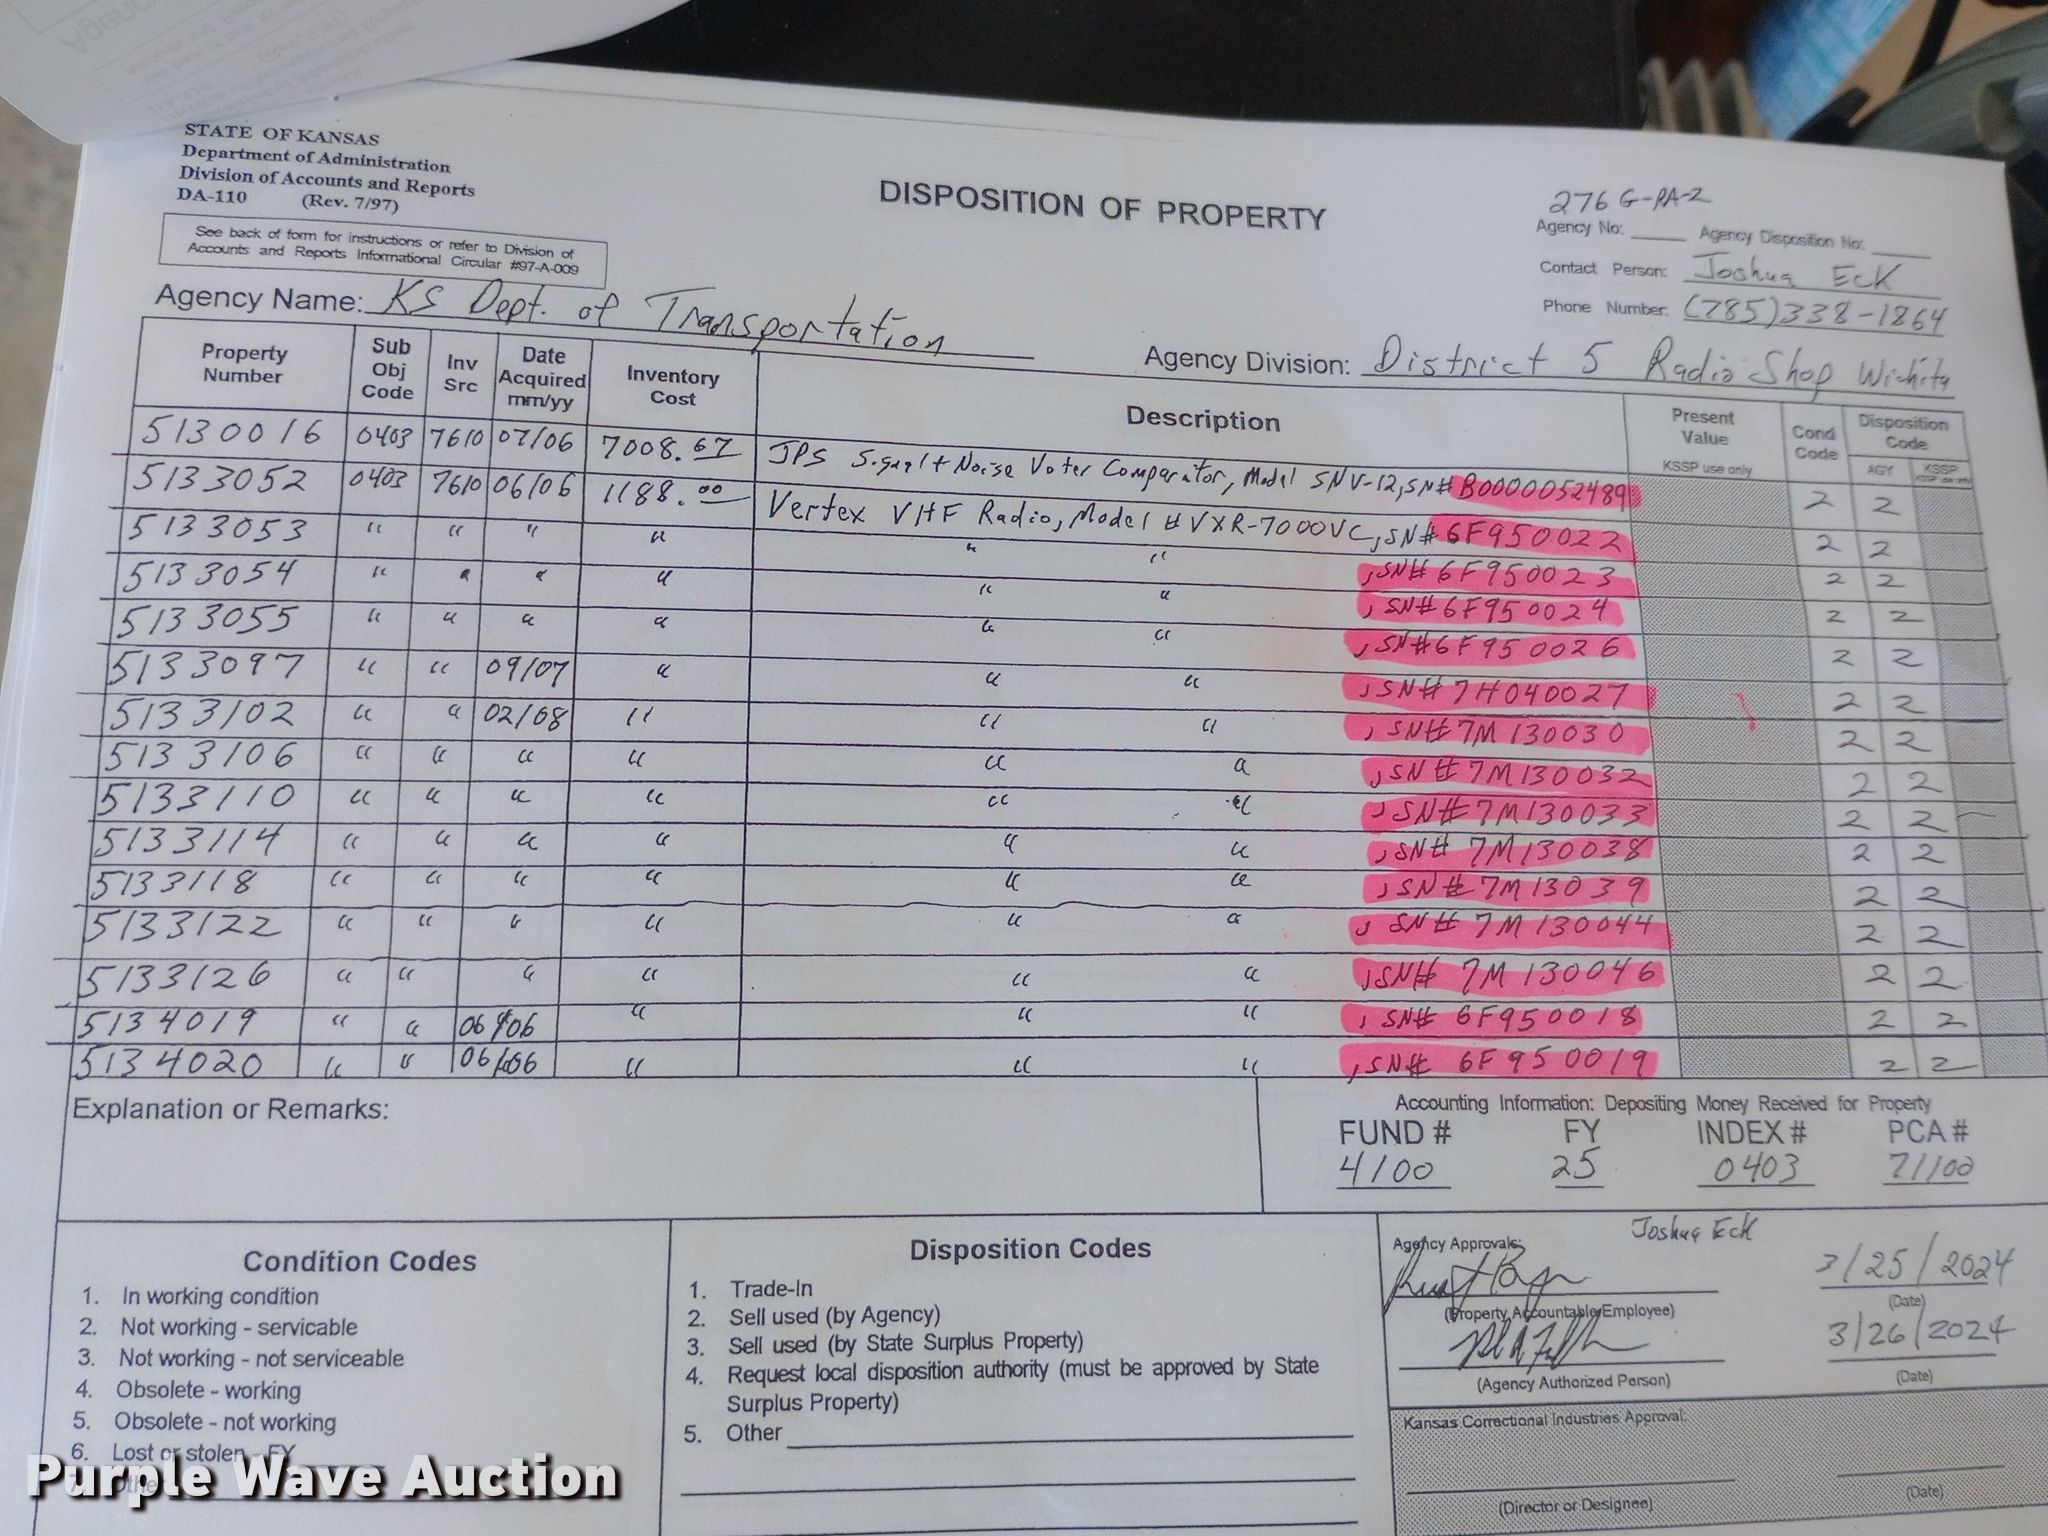 STATE OF KANSAS
Department of Administration
Division of Accounts and Reports
DA-110 (Rev. 7/97)
See back of form for instructions or refer to Division of
Accounts and Reports Informational Circular #97-A-009
DISPOSITION OF PROPERTY
276 G-PA-2
Agency No: Agency Disposition No:
Contact Person: Joshua Eck
Phone Number: (785)338-1864
Agency Name: KS Dept. of Transportation
Agency Division: District 5 Radio Shop Wichita
Property Number Sub Obj Code Inv Src Date Acquired mm/yy Inventory Cost Description Present Value KSSP use only Cond Code Disposition Code AGY KSSP
5130016 0403 7610 07/06 7008.67 JPS Signal + Noise Voter Comparator, Model SNV-12, SN# B0000052489 2 2
5133052 0403 7610 06/06 1188.00 Vertex VHF Radio, Model # VXR-7000VC, SN# 6F950022 2 2
5133053 " " " " " " , SN# 6F950023 2 2
5133054 " " " " " " , SN# 6F950024 2 2
5133055 " " " " " " , SN# 6F950026 2 2
5133097 " " 09/07 " " " , SN# 7H040027 2 2
5133102 " " 02/08 " " " , SN# 7M130030 2 2
5133106 " " " " " " , SN# 7M130032 2 2
5133110 " " " " " " , SN# 7M130033 2 2
5133114 " " " " " " , SN# 7M130038 2 2
5133118 " " " " " " , SN# 7M13039 2 2
5133122 " " " " " " , SN# 7M130044 2 2
5133126 " " " " " " , SN# 7M130046 2 2
5134019 " " 06/06 " " " , SN# 6F950018 2 2
5134020 " " 06/06 " " " , SN# 6F950019 2 2
Explanation or Remarks:
Accounting Information: Depositing Money Received for Property
FUND # FY INDEX # PCA #
4100 25 0403 71100
Condition Codes
1. In working condition
2. Not working - servicable
3. Not working - not serviceable
4. Obsolete - working
5. Obsolete - not working
6. Lost or stolen - FY
Disposition Codes
1. Trade-In
2. Sell used (by Agency)
3. Sell used (by State Surplus Property)
4. Request local disposition authority (must be approved by State
Surplus Property)
5. Other
Joshua Eck
Agency Approvals:
3/25/2024
(Property Accountable Employee) (Date)
3/26/2024
(Agency Authorized Person) (Date)
Kansas Correctional Industries Approval:
(Director or Designee) (Date)
Purple Wave Auction